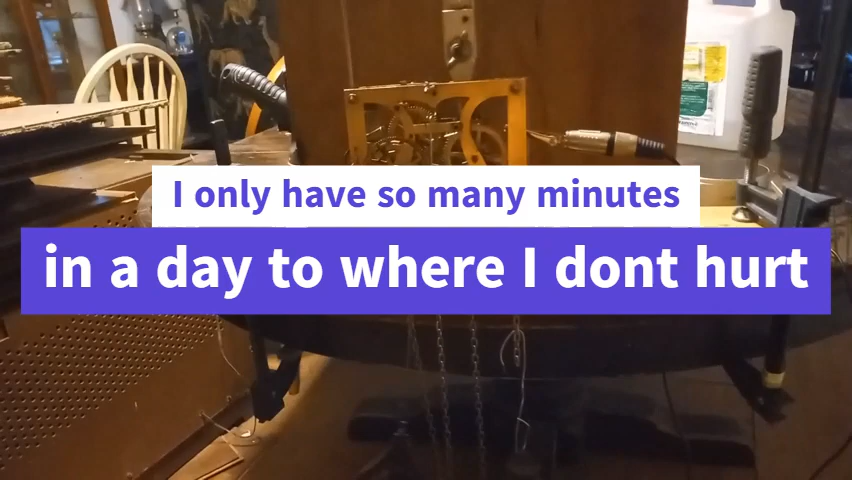 I only have so many minutes
in a day to where I dont hurt